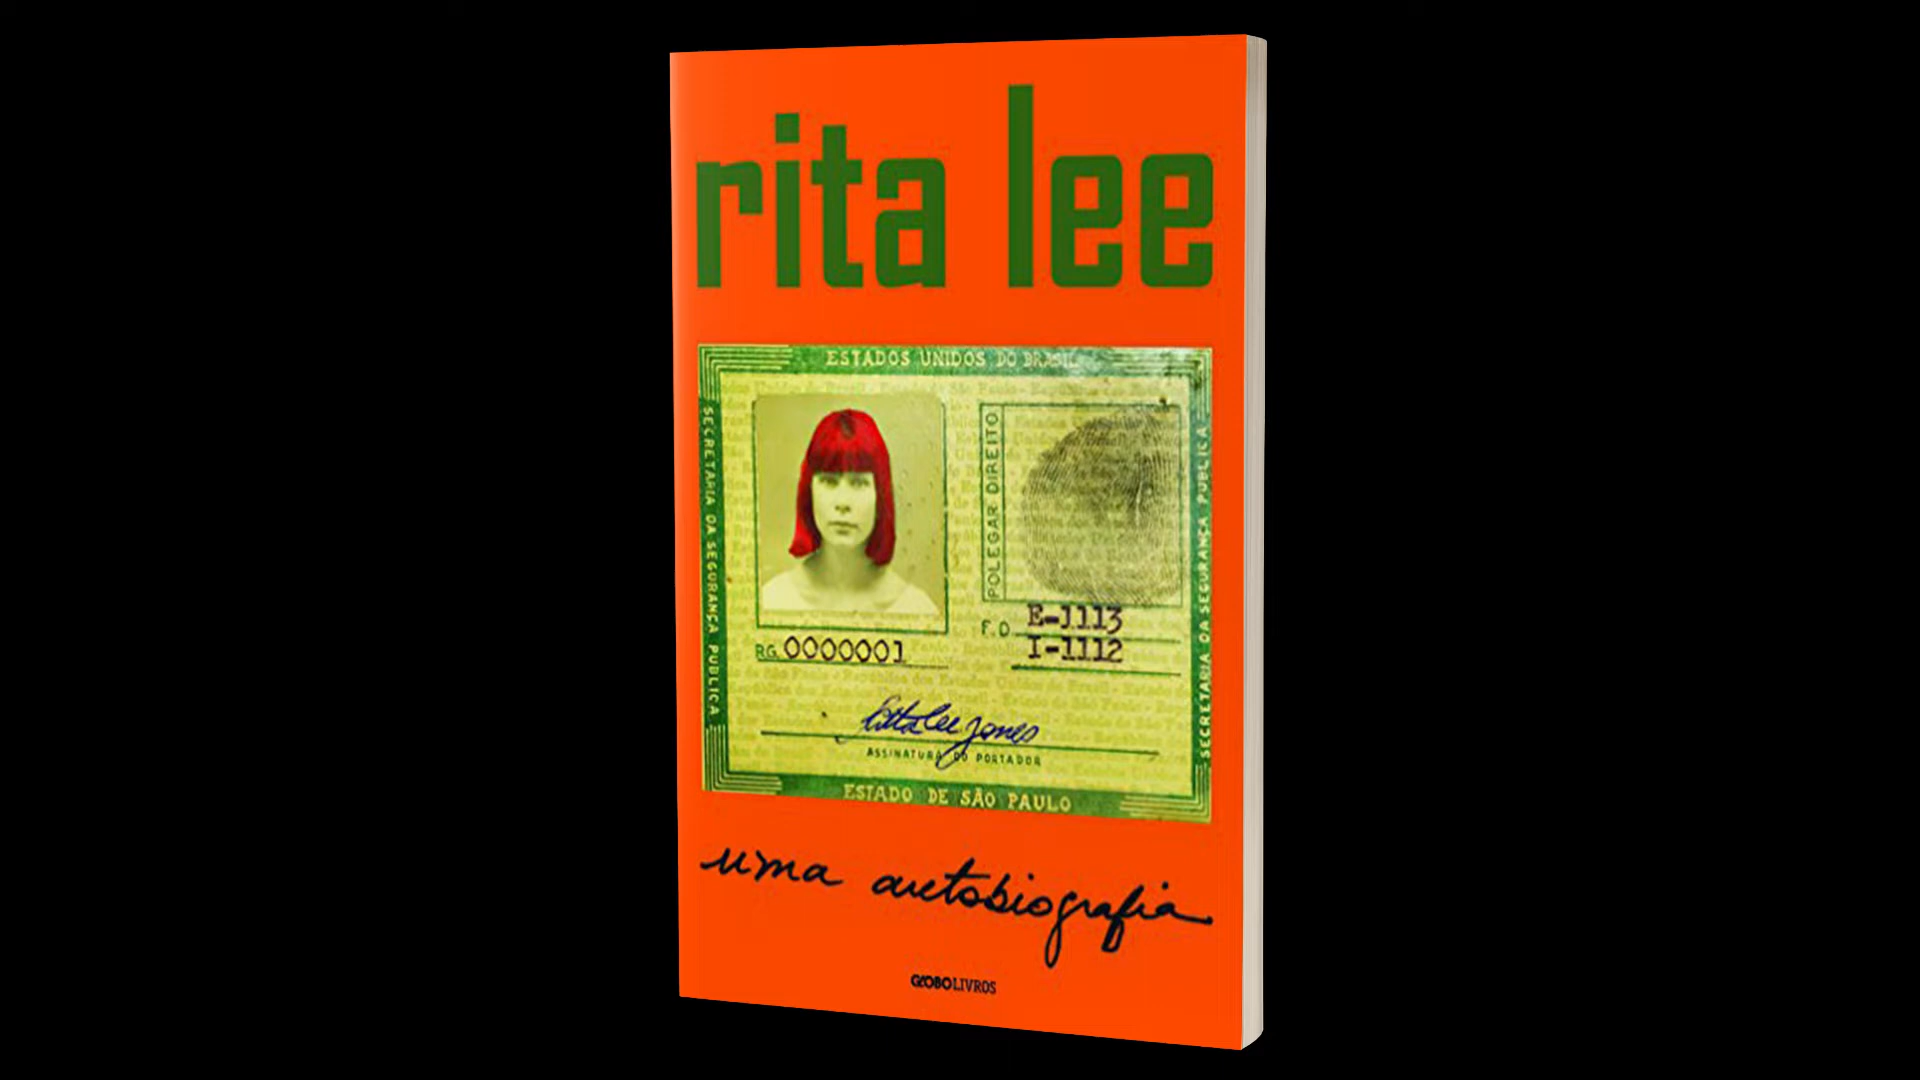 rita lee
ESTADOS UNIDOS DO BRASIL
SECRETARIA DA SEGURANÇA PUBLICA
POLEGAR DIREITO
SECRETARIA DA SEGURANÇA PUBLICA
F.D. E-1113
I-1112
RG. 0000001
Ritta Lee Jones
ASSINATURA DO PORTADOR
ESTADO DE SÃO PAULO
uma autobiografia
GLOBOLIVROS